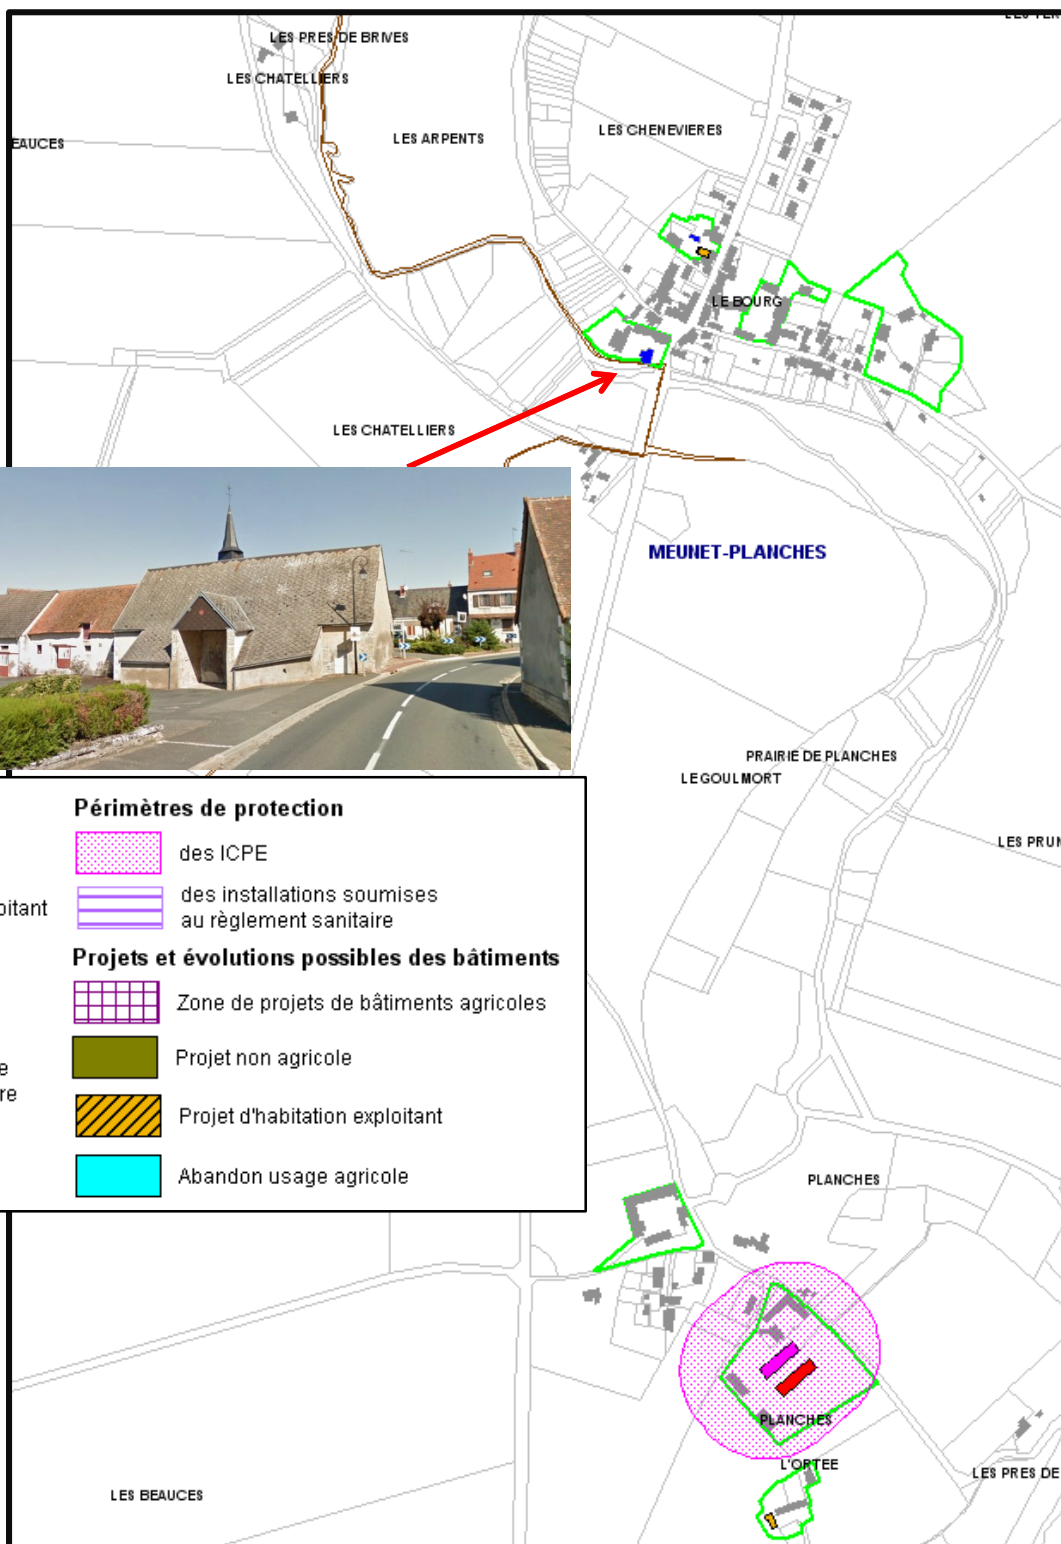 LES PRES DE BRIVES
LES CHATELLIERS
EAUCES
LES ARPENTS
LES CHENEVIERES
LE BOURG
LES CHATELLIERS
MEUNET-PLANCHES
PRAIRIE DE PLANCHES
LE GOULMORT
LES PRUN
Périmètres de protection
des ICPE
oitant
des installations soumises
au règlement sanitaire
Projets et évolutions possibles des bâtiments
Zone de projets de bâtiments agricoles
Projet non agricole
e
re
Projet d'habitation exploitant
Abandon usage agricole
PLANCHES
PLANCHES
L'ORTEE
LES PRES DE
LES BEAUCES